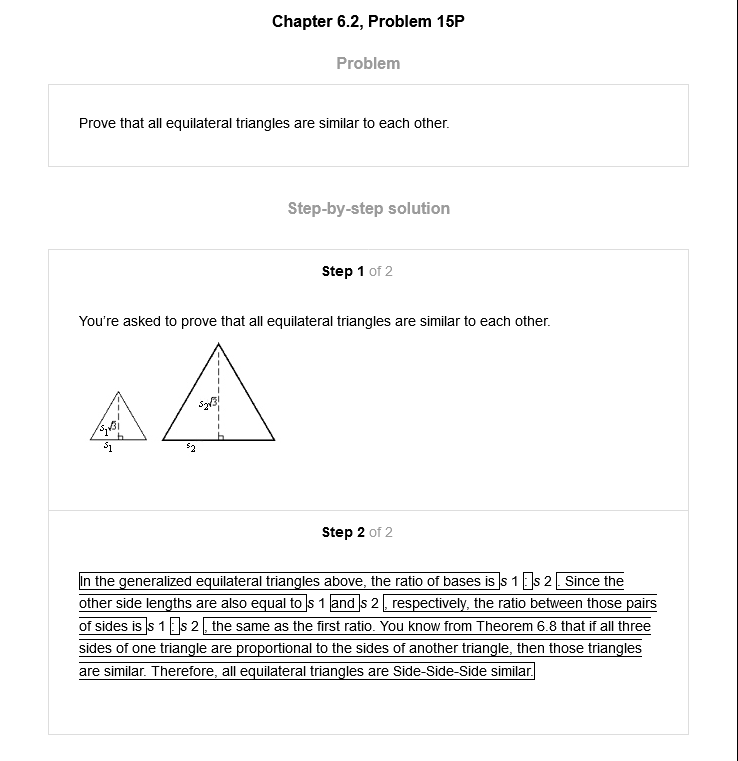 Chapter 6.2, Problem 15P
Problem
Prove that all equilateral triangles are similar to each other.
Step-by-step solution
Step 1 of 2
You’re asked to prove that all equilateral triangles are similar to each other.
s₂√3
s₁√3
s₁
s₂
Step 2 of 2
In the generalized equilateral triangles above, the ratio of bases is s 1 : s 2 . Since the
other side lengths are also equal to s 1 and s 2 , respectively, the ratio between those pairs
of sides is s 1 : s 2 , the same as the first ratio. You know from Theorem 6.8 that if all three
sides of one triangle are proportional to the sides of another triangle, then those triangles
are similar. Therefore, all equilateral triangles are Side-Side-Side similar.